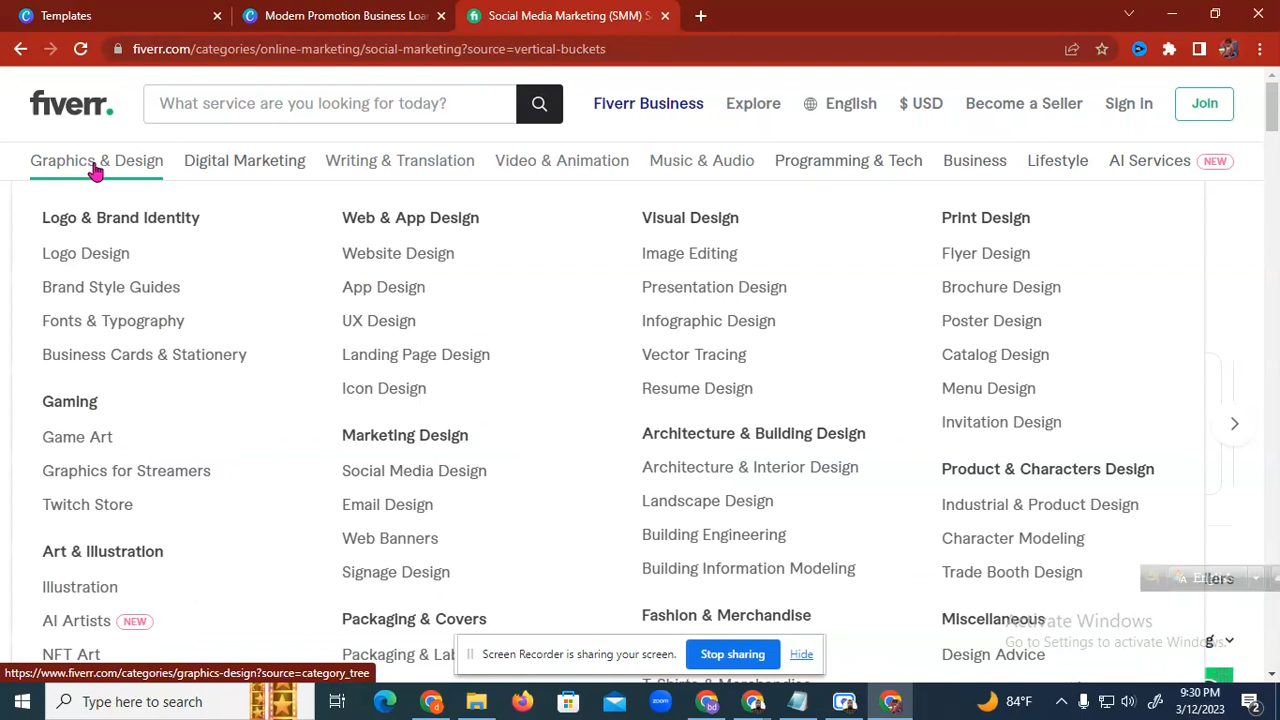 Templates
Modern Promotion Business Loa
Social Media Marketing (SMM) S
fiverr.com/categories/online-marketing/social-marketing?source=vertical-buckets
fiverr.
What service are you looking for today?
Fiverr Business
Explore
English
$ USD
Become a Seller
Sign In
Join
Graphics & Design
Digital Marketing
Writing & Translation
Video & Animation
Music & Audio
Programming & Tech
Business
Lifestyle
AI Services NEW
Logo & Brand Identity
Logo Design
Brand Style Guides
Fonts & Typography
Business Cards & Stationery
Gaming
Game Art
Graphics for Streamers
Twitch Store
Art & Illustration
Illustration
AI Artists NEW
NFT Art
Web & App Design
Website Design
App Design
UX Design
Landing Page Design
Icon Design
Marketing Design
Social Media Design
Email Design
Web Banners
Signage Design
Packaging & Covers
Packaging & Lab
Visual Design
Image Editing
Presentation Design
Infographic Design
Vector Tracing
Resume Design
Architecture & Building Design
Architecture & Interior Design
Landscape Design
Building Engineering
Building Information Modeling
Fashion & Merchandise
Print Design
Flyer Design
Brochure Design
Poster Design
Catalog Design
Menu Design
Invitation Design
Product & Characters Design
Industrial & Product Design
Character Modeling
Trade Booth Design
Miscellaneous
Design Advice
Activate Windows
Go to Settings to activate Windows.
Screen Recorder is sharing your screen.
Stop sharing
Hide
https://www.fiverr.com/categories/graphics-design?source=category_tree
Type here to search
zoom
84°F
9:30 PM
3/12/2023
2